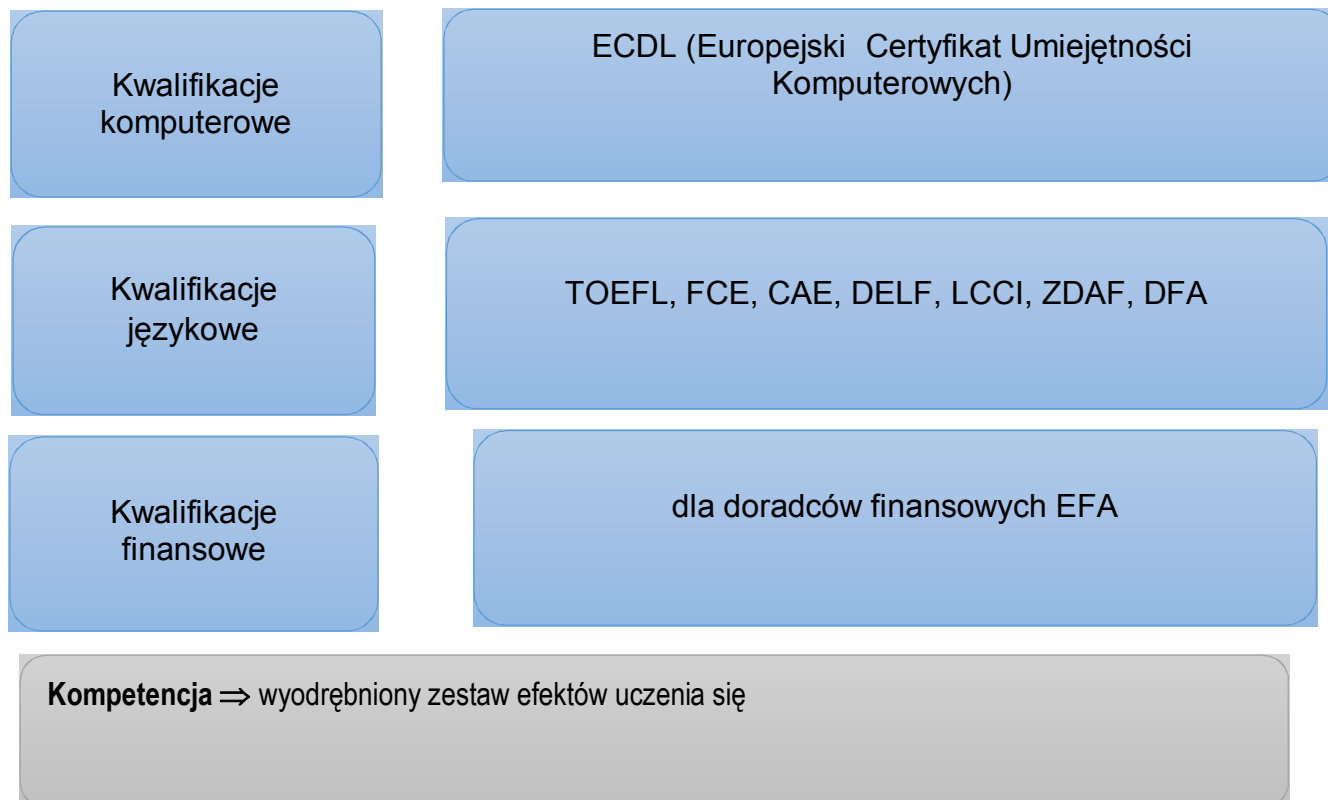 Kwalifikacje
komputerowe
ECDL (Europejski  Certyfikat Umiejętności
Komputerowych)
Kwalifikacje
językowe
TOEFL, FCE, CAE, DELF, LCCI, ZDAF, DFA
Kwalifikacje
finansowe
dla doradców finansowych EFA
Kompetencja ⇒ wyodrębniony zestaw efektów uczenia się